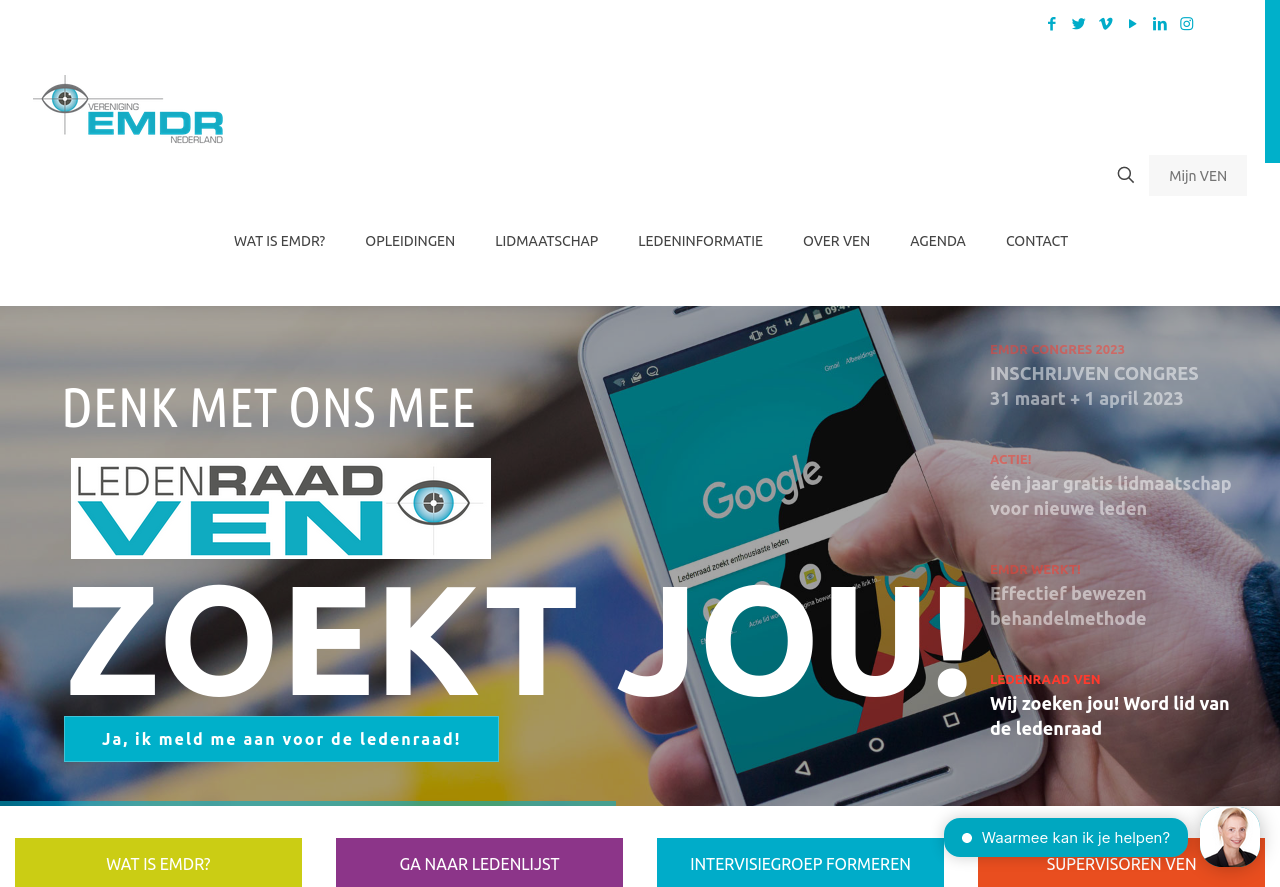 VERENIGING
EMDR
NEDERLAND
Mijn VEN
WAT IS EMDR?
OPLEIDINGEN
LIDMAATSCHAP
LEDENINFORMATIE
OVER VEN
AGENDA
CONTACT
DENK MET ONS MEE
LEDENRAAD
VEN
ZOEKT JOU!
Ja, ik meld me aan voor de ledenraad!
09:41
Gmail Afbeeldingen
Google
Ledenraad zoekt enthousiaste leden
EMDR CONGRES 2023
INSCHRIJVEN CONGRES
31 maart + 1 april 2023
ACTIE!
één jaar gratis lidmaatschap
voor nieuwe leden
Effectief bewezen
behandelmethode
LEDENRAAD VEN
Wij zoeken jou! Word lid van
de ledenraad
Waarmee kan ik je helpen?
WAT IS EMDR?
GA NAAR LEDENLIJST
INTERVISIEGROEP FORMEREN
SUPERVISOREN VEN